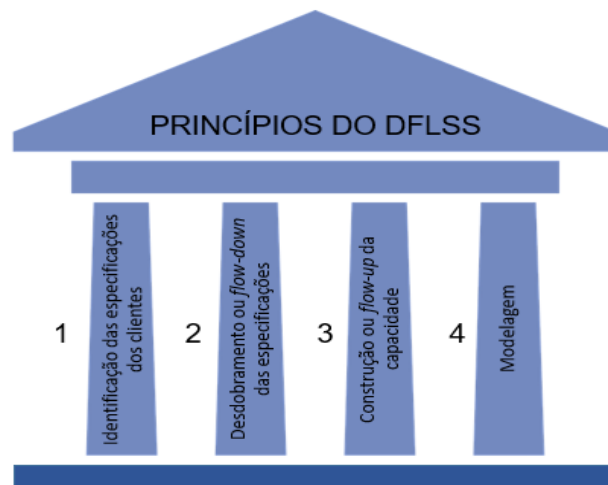 PRINCÍPIOS DO DFLSS
1
Identificação das especificações
dos clientes
2
Desdobramento ou flow-down
das especificações
3
Construção ou flow-up da
capacidade
4
Modelagem